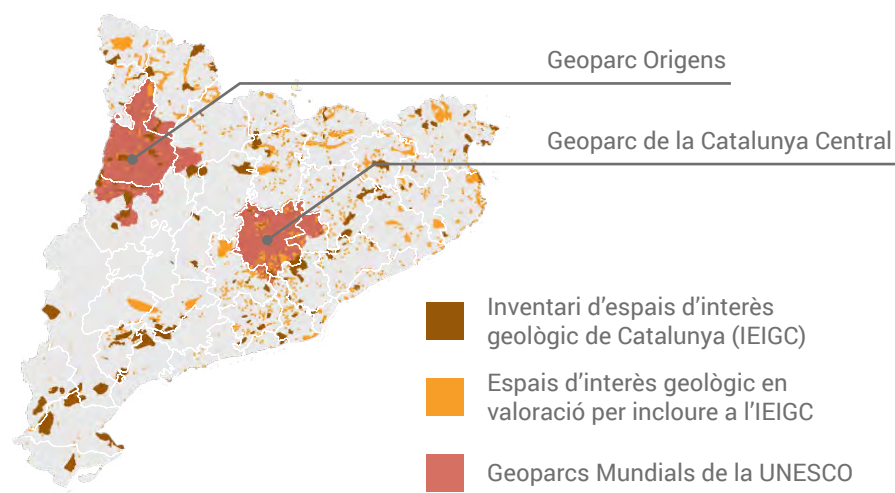 Geoparc Orígens
Geoparc de la Catalunya Central
Inventari d'espais d'interès
geològic de Catalunya (IEIGC)
Espais d'interès geològic en
valoració per incloure a l'IEIGC
Geoparcs Mundials de la UNESCO